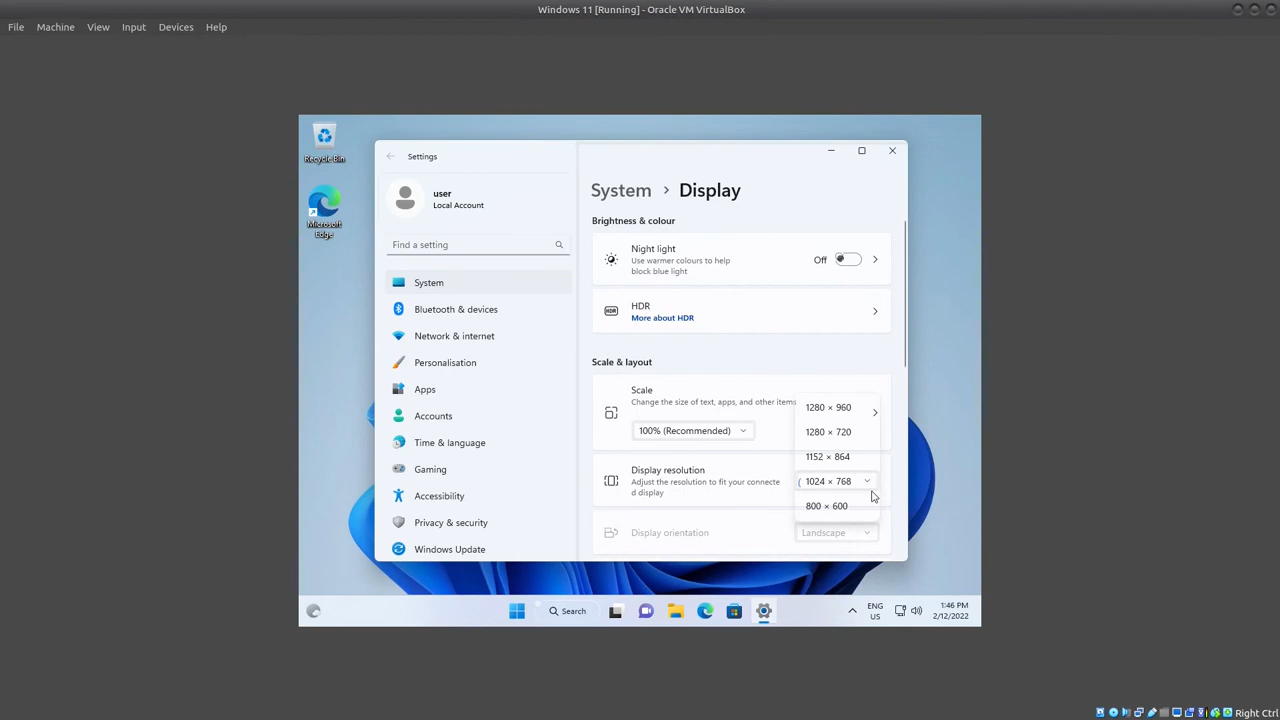 Windows 11 [Running] - Oracle VM VirtualBox
File Machine View Input Devices Help
Recycle Bin
Microsoft
Edge
Settings
user
Local Account
Find a setting
System
Bluetooth & devices
Network & internet
Personalisation
Apps
Accounts
Time & language
Gaming
Accessibility
Privacy & security
Windows Update
System › Display
Brightness & colour
Night light
Use warmer colours to help
block blue light
Off
HDR
HDR
More about HDR
Scale & layout
Scale
Change the size of text, apps, and other items
100% (Recommended)
1280 × 960
1280 × 720
1152 × 864
1024 × 768
800 × 600
Display resolution
Adjust the resolution to fit your connecte
d display
Display orientation
Landscape
Search
ENG
US
1:46 PM
2/12/2022
Right Ctrl